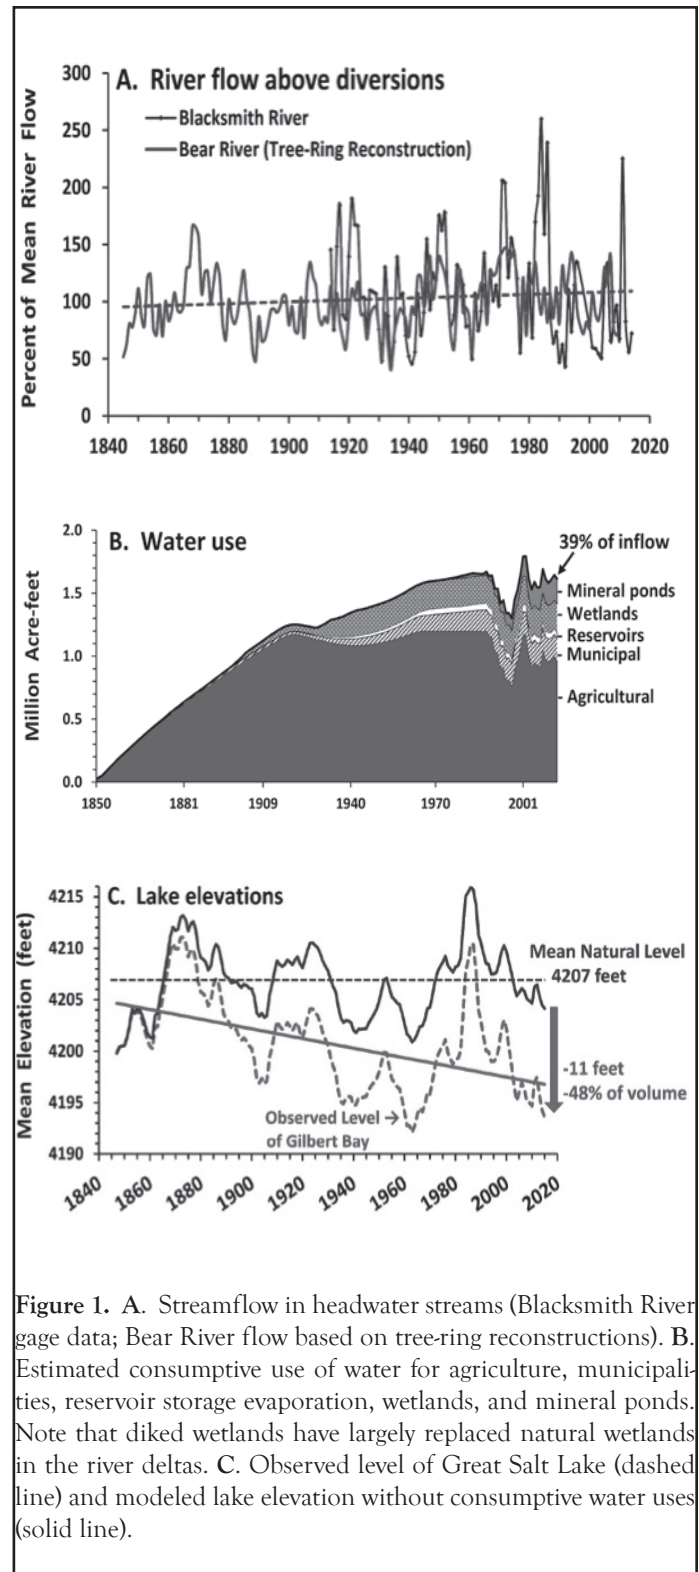 A. River flow above diversions
Blacksmith River
Bear River (Tree-Ring Reconstruction)
Percent of Mean River Flow
300
250
200
150
100
50
0
1840 1860 1880 1900 1920 1940 1960 1980 2000 2020
B. Water use
39% of inflow
Mineral ponds
Wetlands
Reservoirs
Municipal
Agricultural
Million Acre-feet
2.0
1.5
1.0
0.5
0.0
1850 1881 1909 1940 1970 2001
C. Lake elevations
Mean Natural Level
4207 feet
-11 feet
-48% of volume
Observed Level →
of Gilbert Bay
Mean Elevation (feet)
4215
4210
4205
4200
4195
4190
1840 1860 1880 1900 1920 1940 1960 1980 2000 2020
Figure 1. A. Streamflow in headwater streams (Blacksmith River
gage data; Bear River flow based on tree-ring reconstructions). B.
Estimated consumptive use of water for agriculture, municipali-
ties, reservoir storage evaporation, wetlands, and mineral ponds.
Note that diked wetlands have largely replaced natural wetlands
in the river deltas. C. Observed level of Great Salt Lake (dashed
line) and modeled lake elevation without consumptive water uses
(solid line).